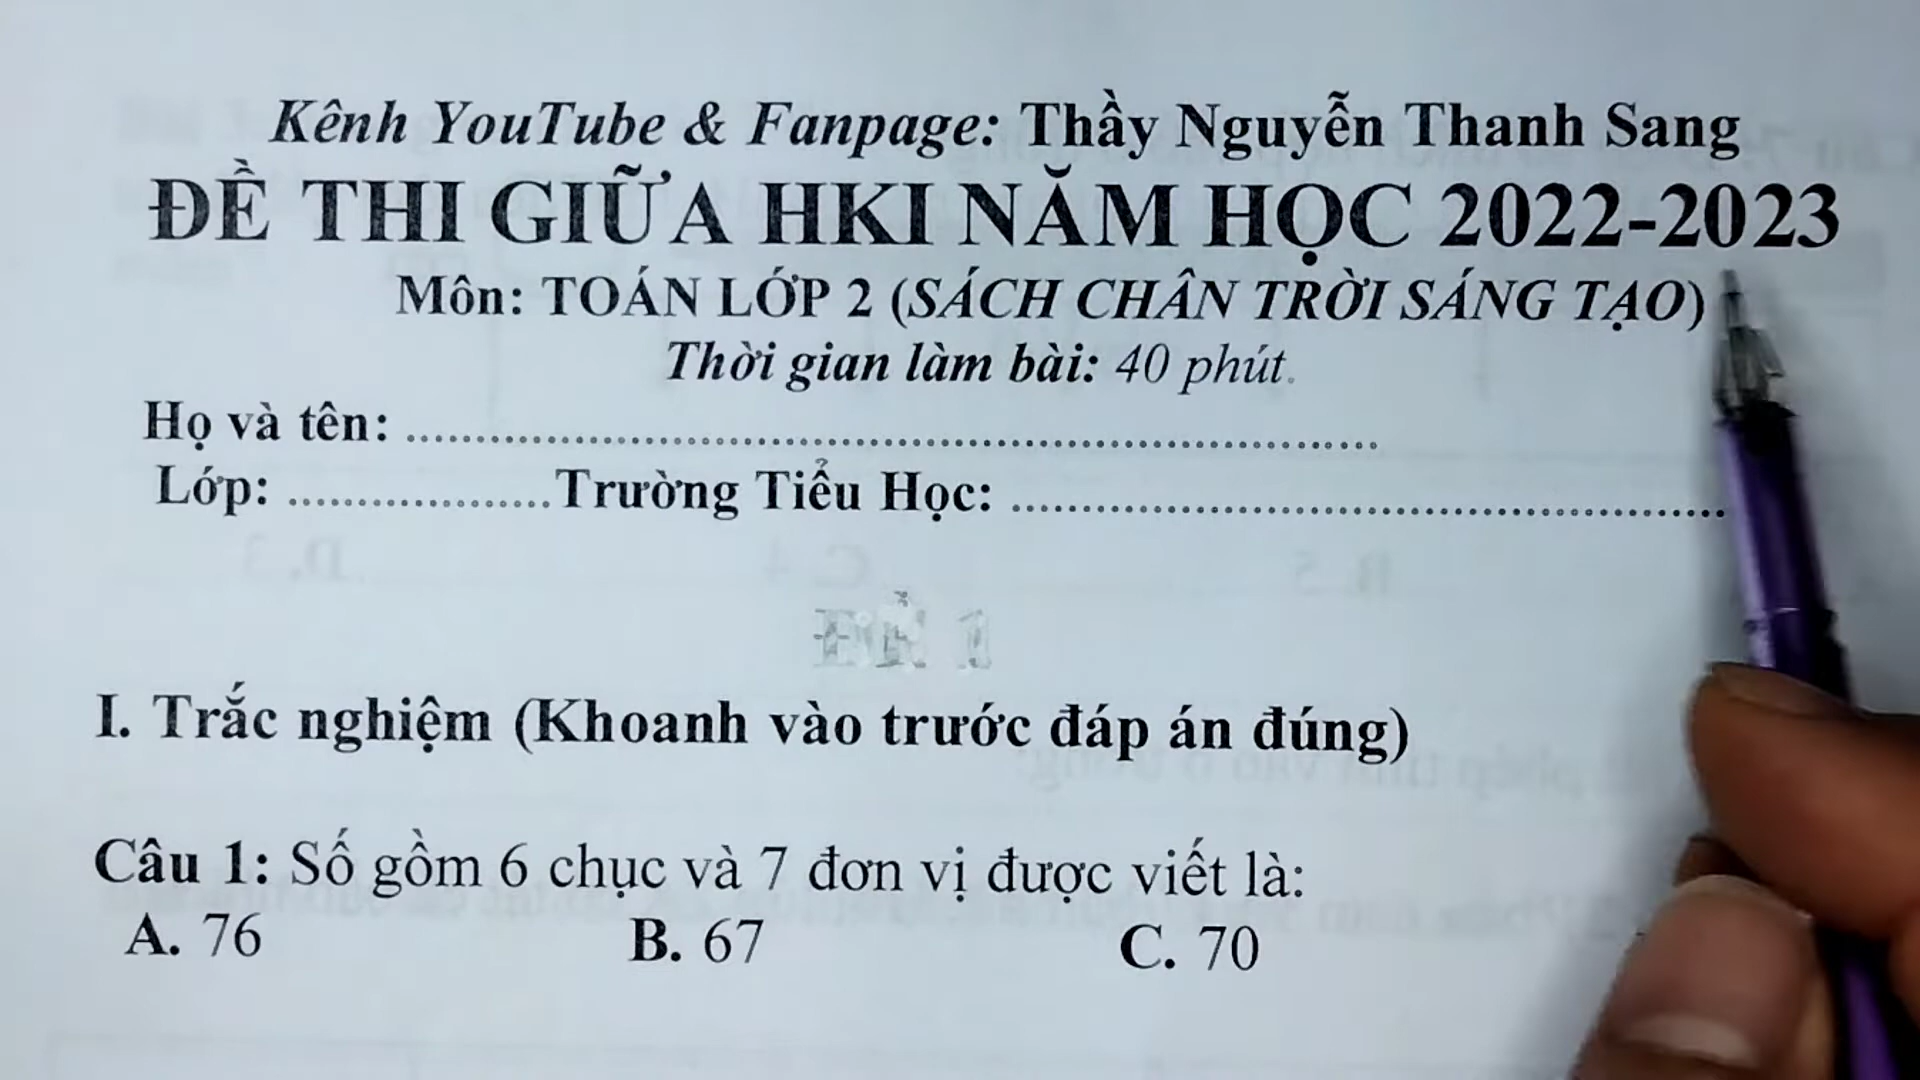 Kênh YouTube & Fanpage: Thầy Nguyễn Thanh Sang
ĐỀ THI GIỮA HKI NĂM HỌC 2022-2023
Môn: TOÁN LỚP 2 (SÁCH CHÂN TRỜI SÁNG TẠO)
Thời gian làm bài: 40 phút.
Họ và tên: ................................................................................
Lớp: ...................Trường Tiểu Học: ..................................................
ĐỀ 1
I. Trắc nghiệm (Khoanh vào trước đáp án đúng)
Câu 1: Số gồm 6 chục và 7 đơn vị được viết là:
A. 76 B. 67 C. 70